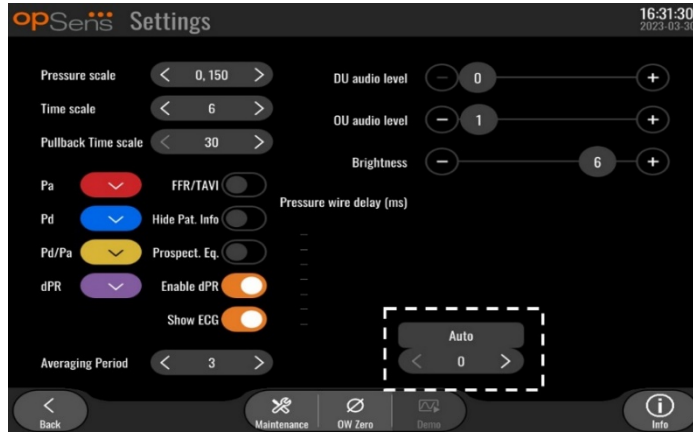 opSens Settings
16:31:30
2023-03-30
Pressure scale 0, 150
Time scale 6
Pullback Time scale 30
DU audio level 0
OU audio level 1
Brightness 6
Pa FFR/TAVI
Pd Hide Pat. Info
Pd/Pa Prospect. Eq.
dPR Enable dPR
Show ECG
Pressure wire delay (ms)
Auto
0
Averaging Period 3
Back
Maintenance
OW Zero
Demo
Info